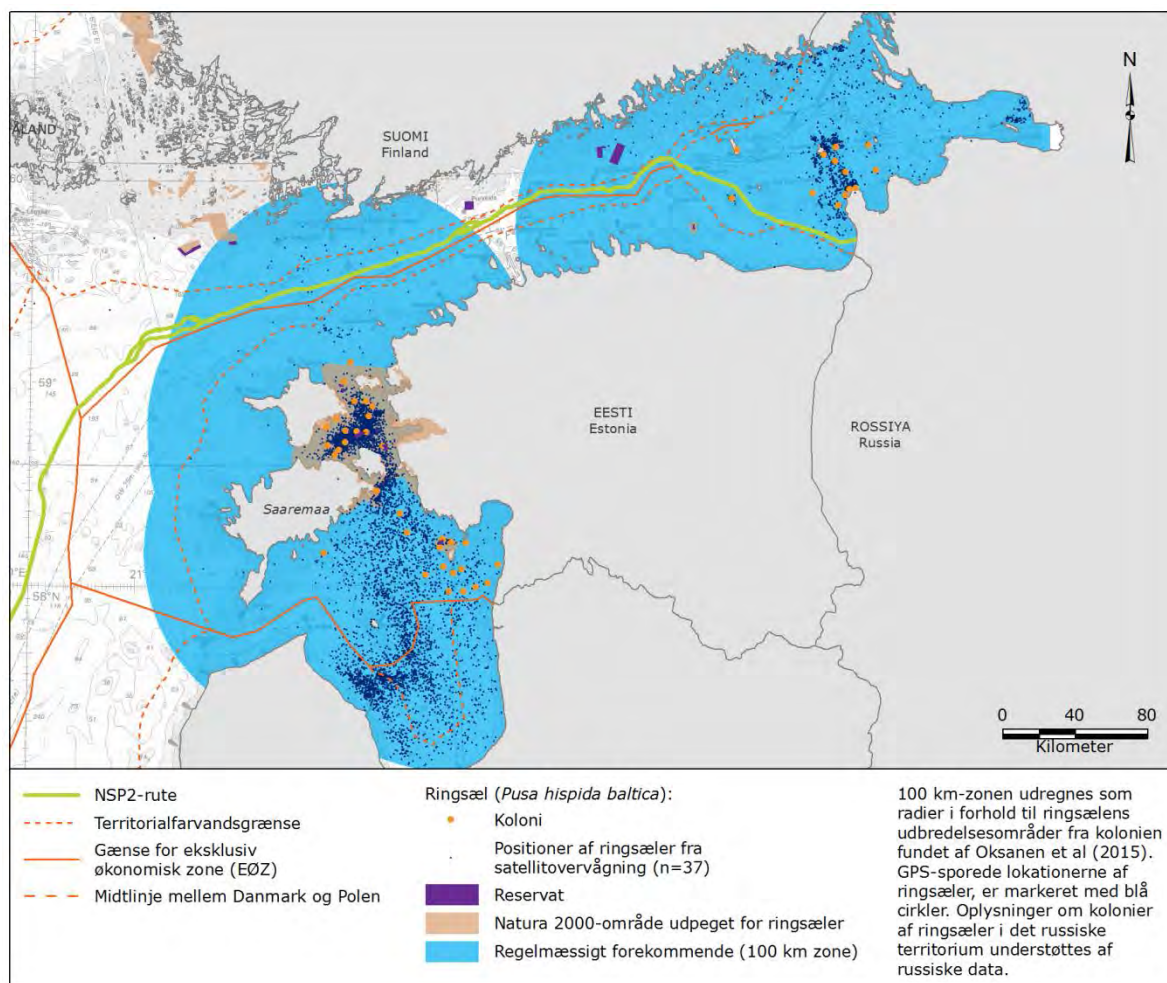 N
ÅLAND
SUOMI
Finland
60
59°
EESTI
Estonia
ROSSIYA
Russia
Saaremaa
21°
58°N
0 40 80
Kilometer
NSP2-rute
Territorialfarvandsgrænse
Gænse for eksklusiv
økonomisk zone (EØZ)
Midtlinje mellem Danmark og Polen
Ringsæl (Pusa hispida baltica):
Koloni
Positioner af ringsæler fra
satellitovervågning (n=37)
Reservat
Natura 2000-område udpeget for ringsæler
Regelmæssigt forekommende (100 km zone)
100 km-zonen udregnes som
radier i forhold til ringsælens
udbredelsesområder fra kolonien
fundet af Oksanen et al (2015).
GPS-sporede lokationerne af
ringsæler, er markeret med blå
cirkler. Oplysninger om kolonier
af ringsæler i det russiske
territorium understøttes af
russiske data.